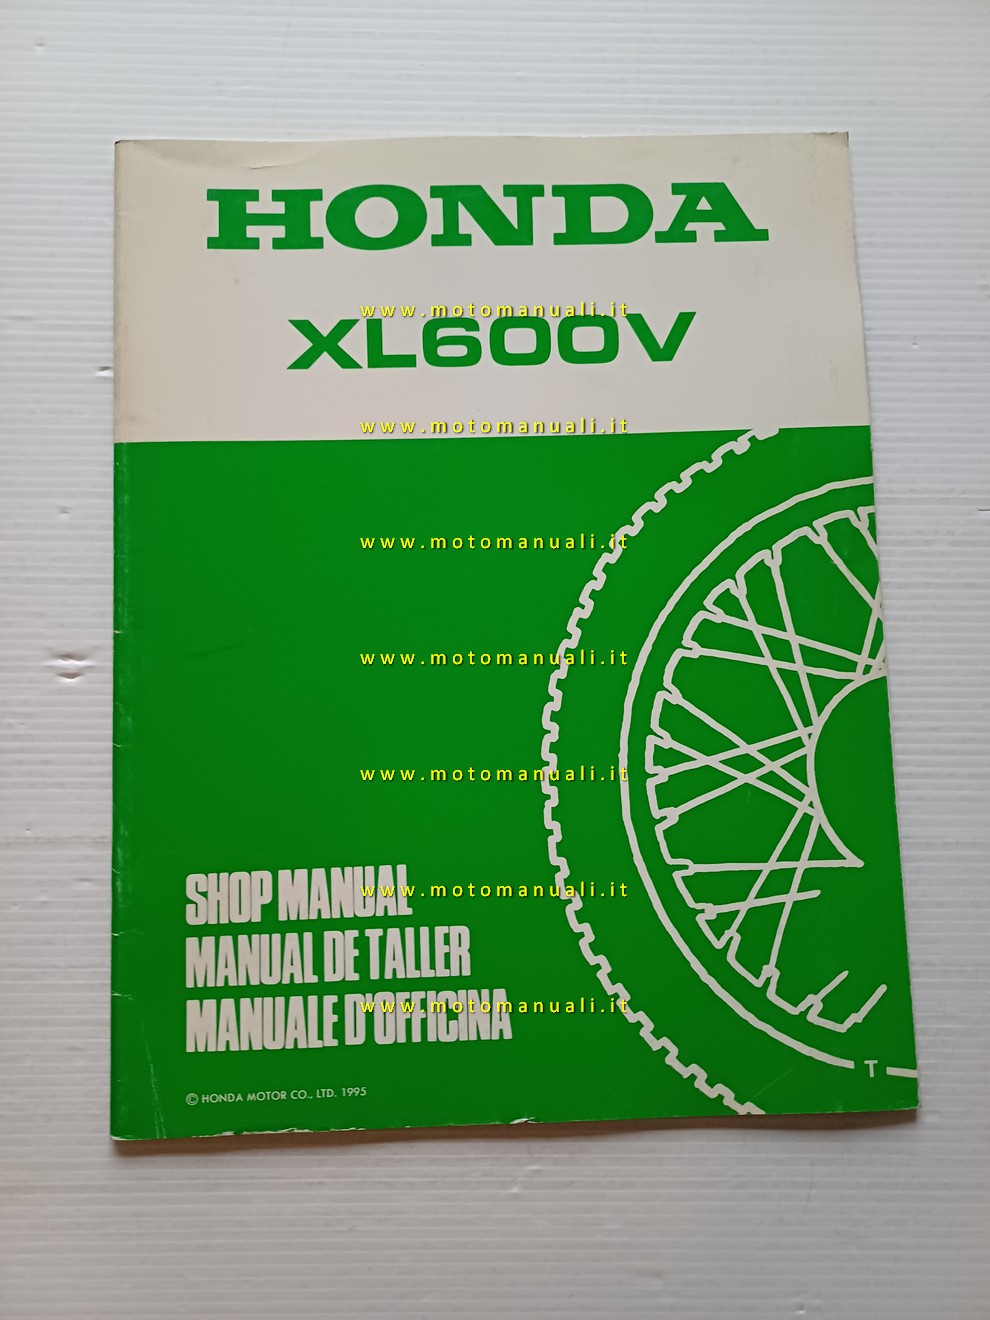 HONDA
www.motomanuali.it
XL600V
www.motomanuali.it
www.motomanuali.it
www.motomanuali.it
www.motomanuali.it
SHOP MANUAL
www.motomanuali.it
MANUAL DE TALLER
MANUALE D'OFFICINA
www.motomanuali.it
T
© HONDA MOTOR CO., LTD. 1995